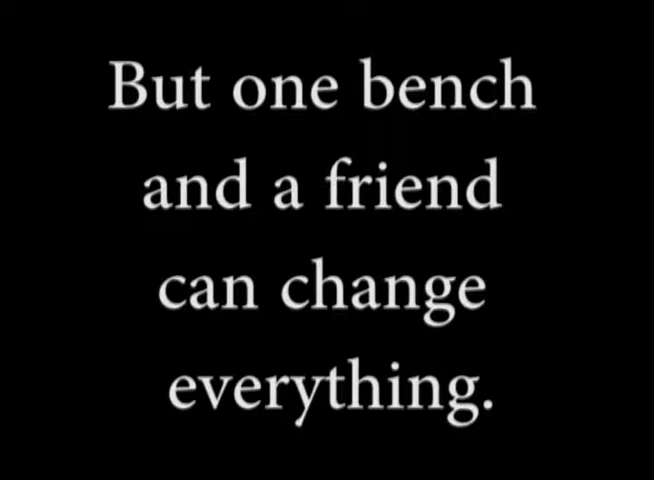 But one bench
and a friend
can change
everything.